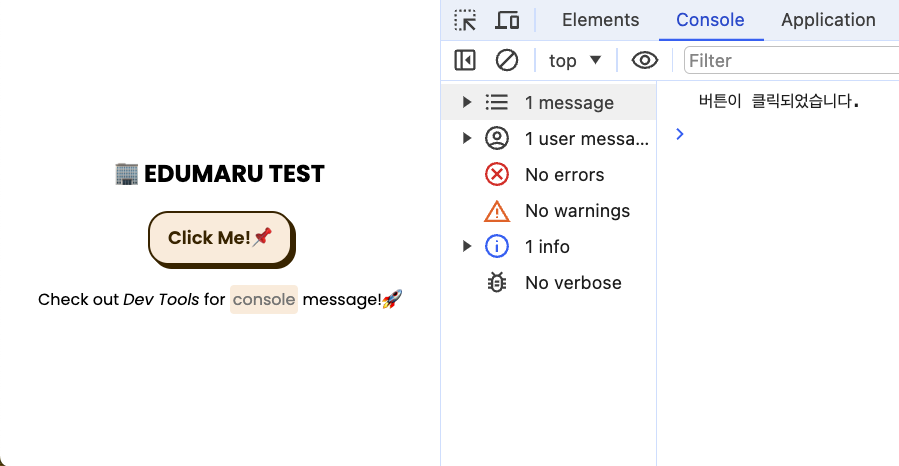 🏢 EDUMARU TEST
Click Me!📌
Check out Dev Tools for console message!🚀
Elements Console Application
top Filter
1 message
1 user messa...
No errors
No warnings
1 info
No verbose
버튼이 클릭되었습니다.